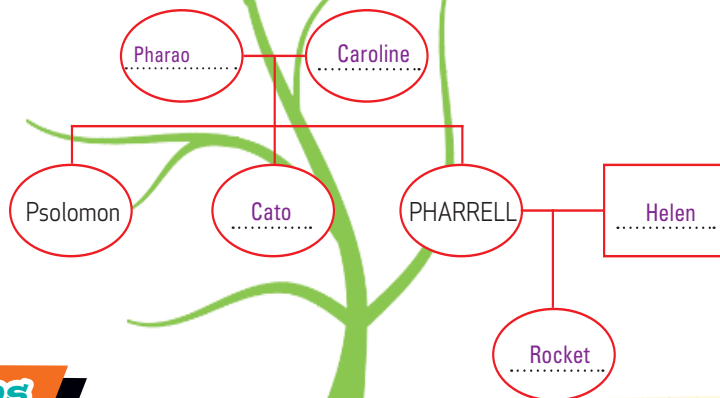 Pharao
Caroline
Psolomon
Cato
PHARRELL
Helen
Rocket